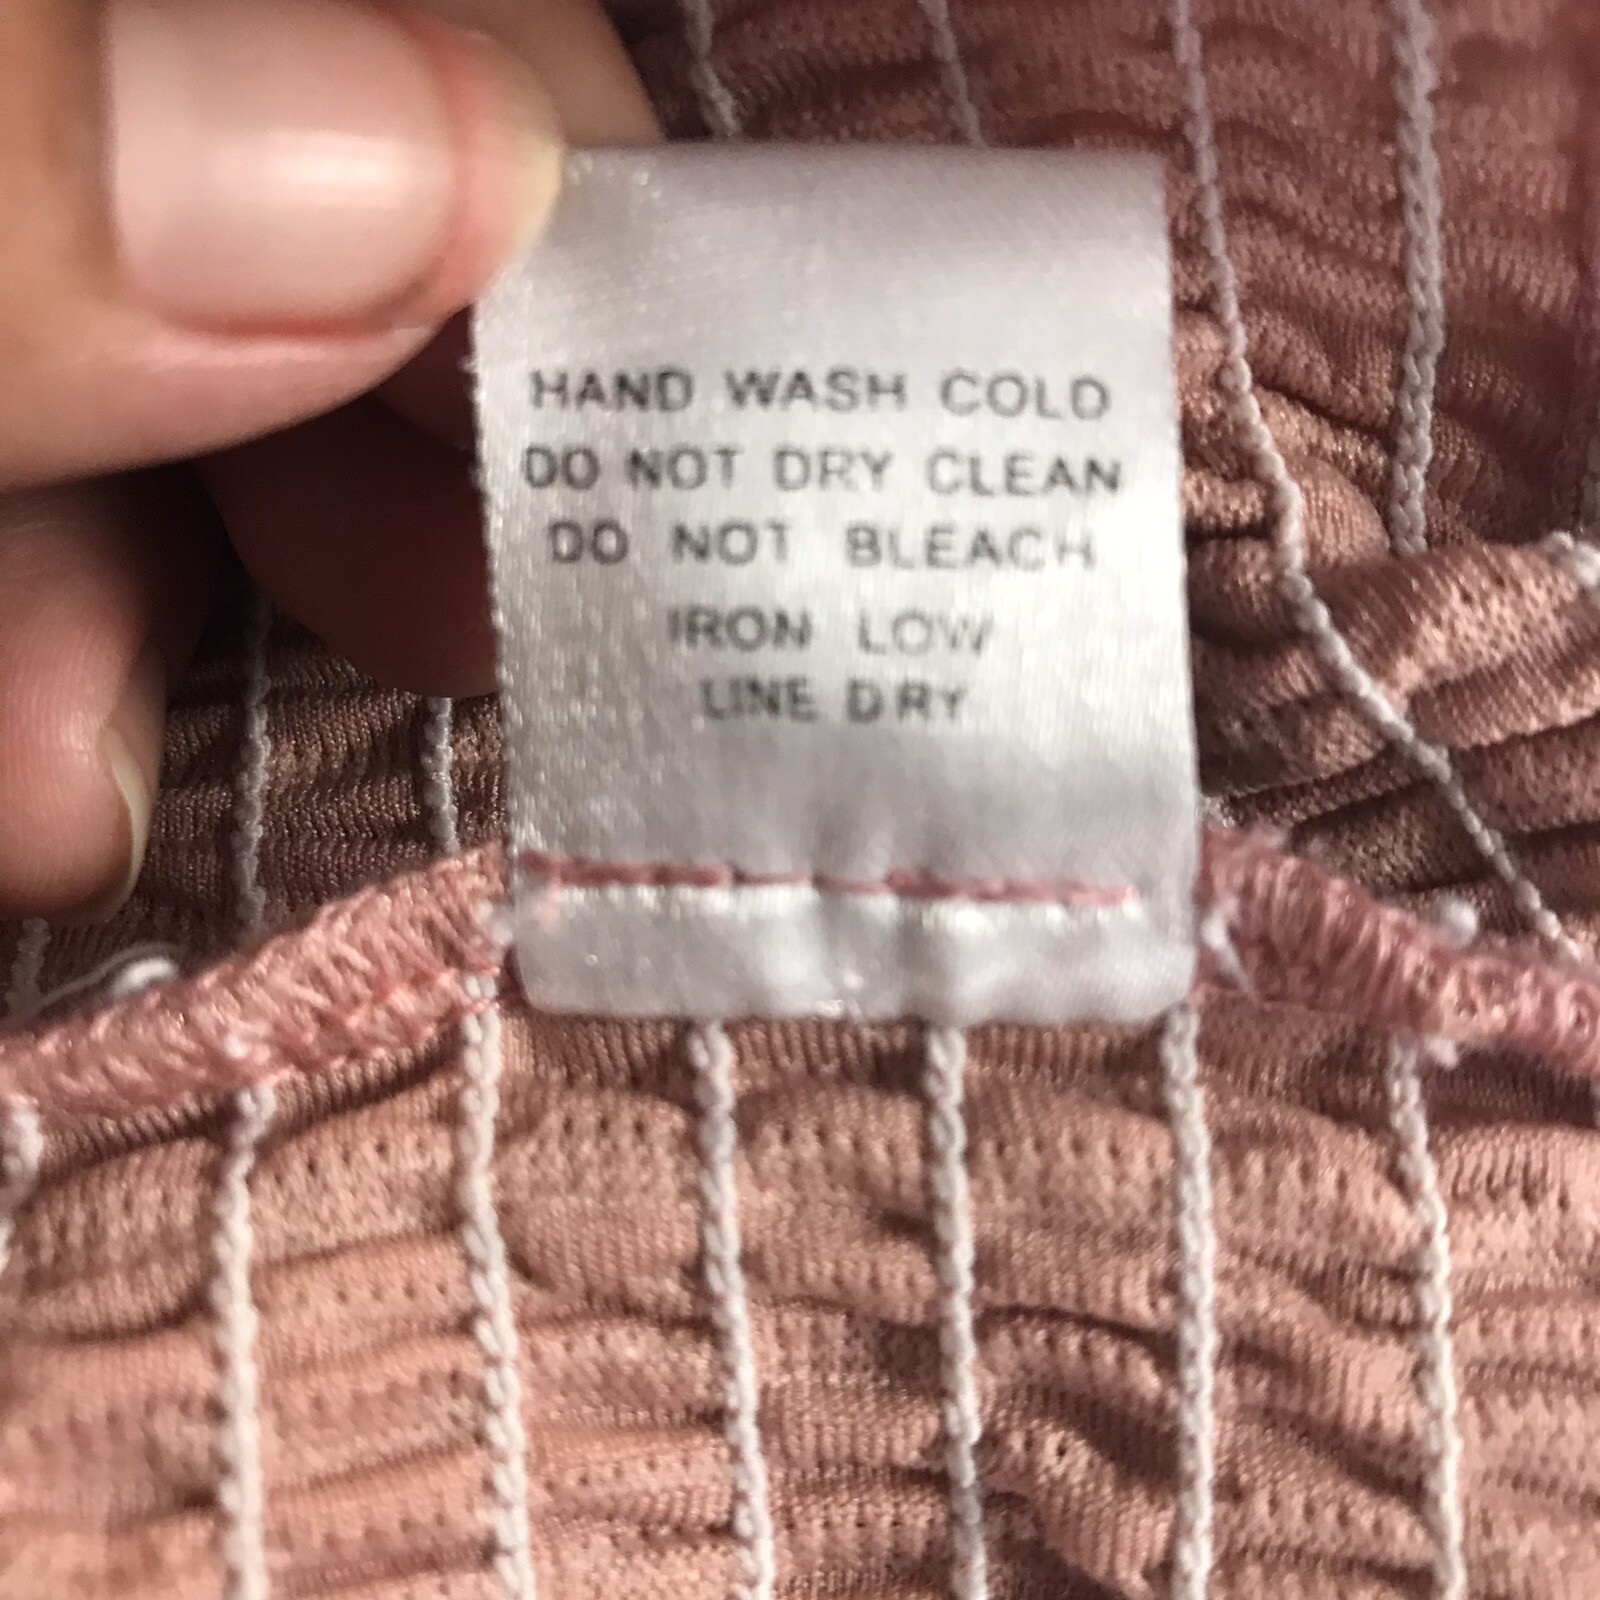 HAND WASH COLD
DO NOT DRY CLEAN
DO NOT BLEACH
IRON LOW
LINE DRY